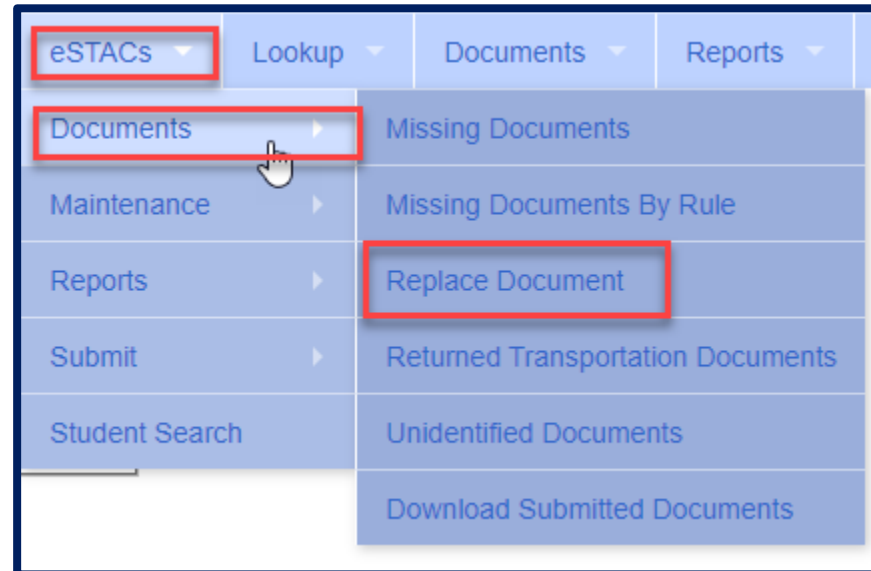 eSTACs Lookup Documents Reports
Documents Missing Documents
Maintenance Missing Documents By Rule
Reports Replace Document
Submit Returned Transportation Documents
Student Search Unidentified Documents
Download Submitted Documents